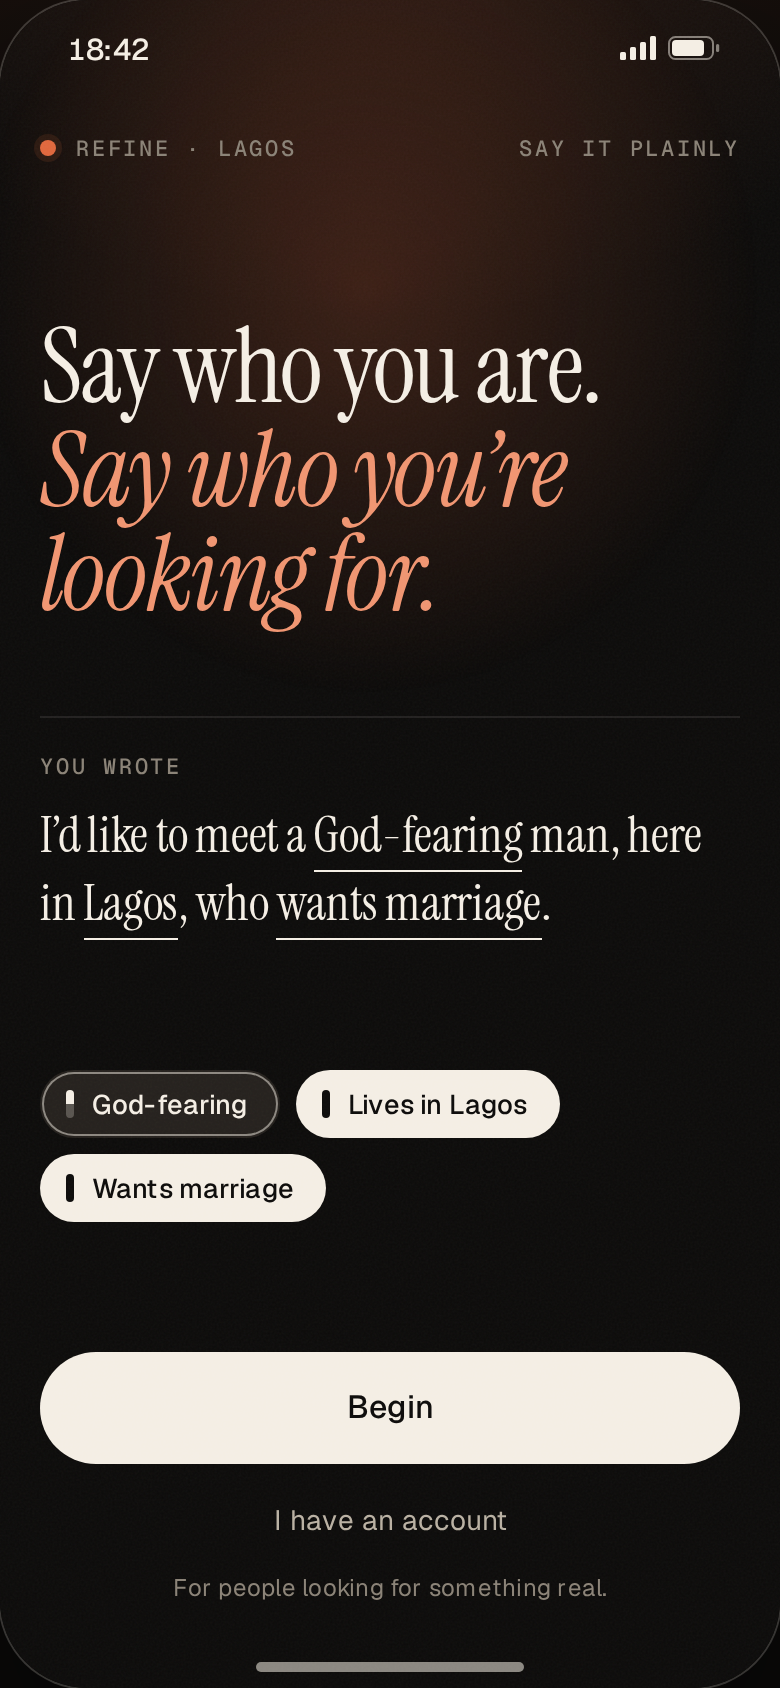 18:42
REFINE · LAGOS
SAY IT PLAINLY
Say who you are.
Say who you’re
looking for.
YOU WROTE
I’d like to meet a God-fearing man, here
in Lagos, who wants marriage.
God-fearing
Lives in Lagos
Wants marriage
Begin
I have an account
For people looking for something real.